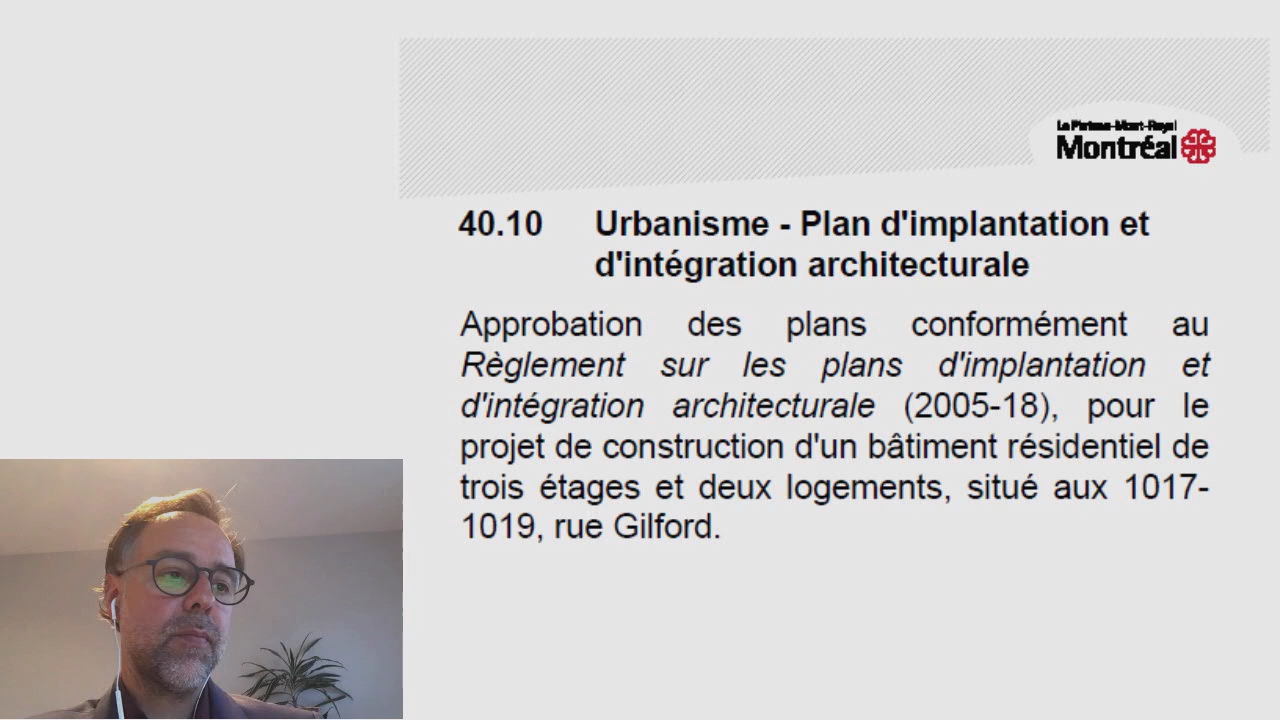 Le Plateau-Mont-Royal
Montréal
40.10 Urbanisme - Plan d'implantation et
d'intégration architecturale
Approbation des plans conformément au
Règlement sur les plans d'implantation et
d'intégration architecturale (2005-18), pour le
projet de construction d'un bâtiment résidentiel de
trois étages et deux logements, situé aux 1017-
1019, rue Gilford.